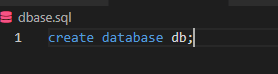 dbase.sql
1 create database db;